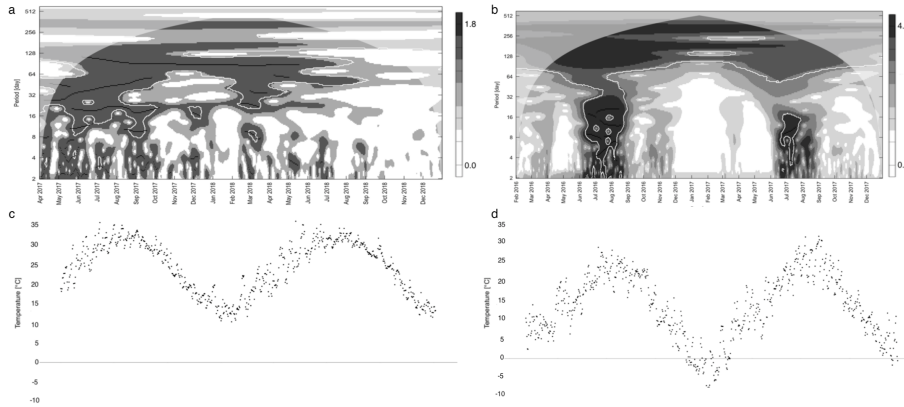 a
b
512
256
128
64
32
16
8
4
2
Period [day]
1.8
0.0
Apr 2017
May 2017
Jun 2017
Jul 2017
Aug 2017
Sep 2017
Oct 2017
Nov 2017
Dec 2017
Jan 2018
Feb 2018
Mar 2018
Apr 2018
May 2018
Jun 2018
Jul 2018
Aug 2018
Sep 2018
Oct 2018
Nov 2018
Dec 2018
512
256
128
64
32
16
8
4
2
Period [day]
4.
0.
Feb 2016
Mar 2016
Apr 2016
May 2016
Jun 2016
Jul 2016
Aug 2016
Sep 2016
Oct 2016
Nov 2016
Dec 2016
Jan 2017
Feb 2017
Mar 2017
Apr 2017
May 2017
Jun 2017
Jul 2017
Aug 2017
Sep 2017
Oct 2017
Nov 2017
Dec 2017
c
d
35
30
25
20
15
10
5
0
-5
-10
Temperature [°C]
35
30
25
20
15
10
5
0
-5
-10
Temperature [°C]